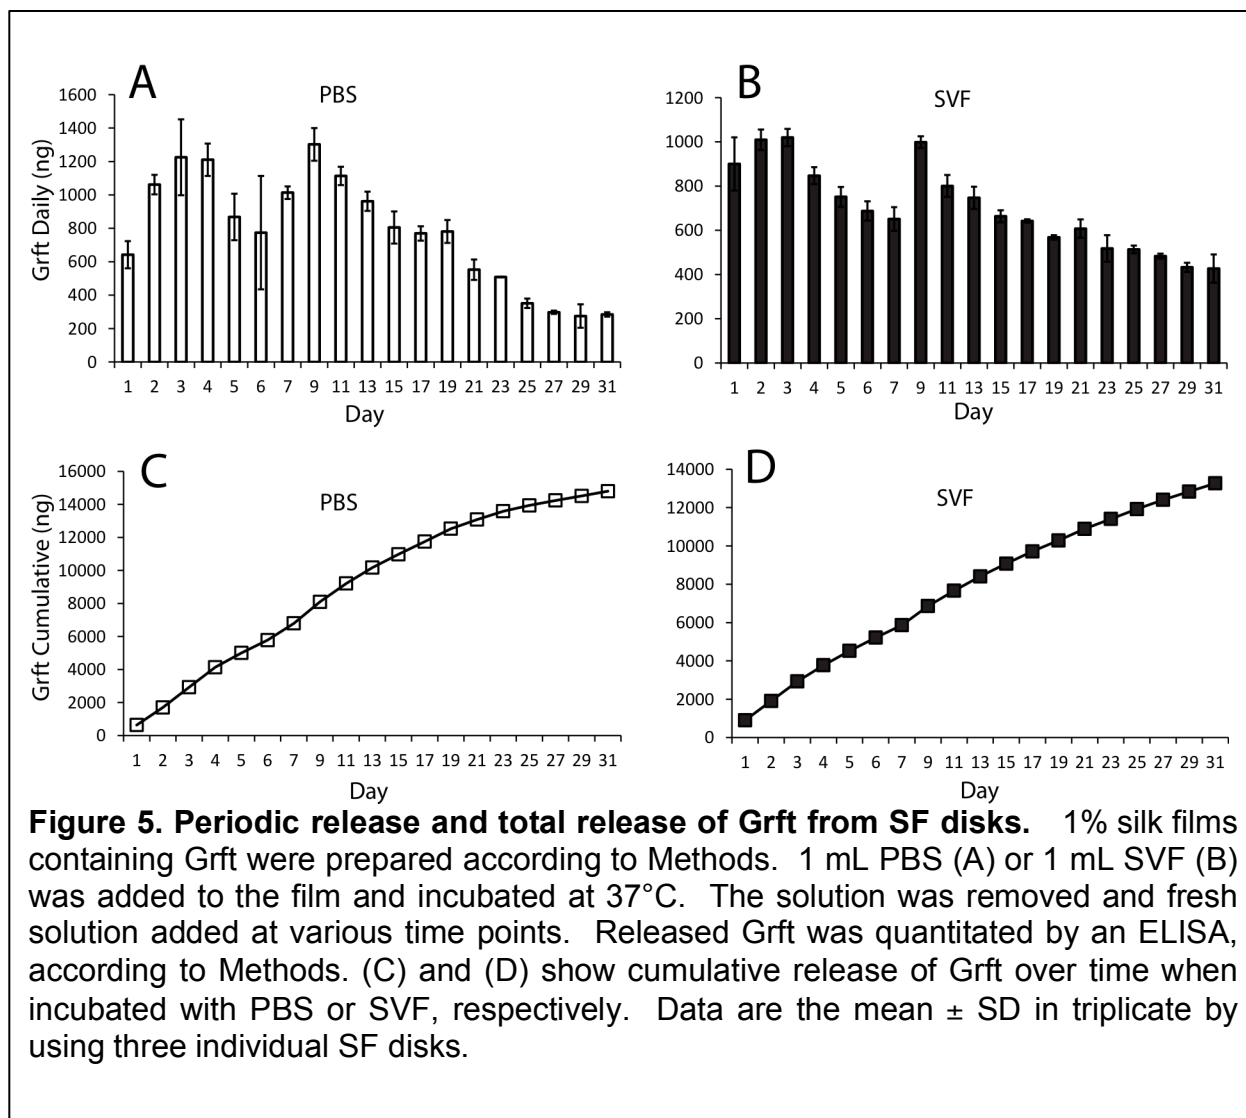 A
PBS
Grft Daily (ng)
1600
1400
1200
1000
800
600
400
200
0
1 2 3 4 5 6 7 9 11 13 15 17 19 21 23 25 27 29 31
Day
B
SVF
1200
1000
800
600
400
200
0
1 2 3 4 5 6 7 9 11 13 15 17 19 21 23 25 27 29 31
Day
C
PBS
Grft Cumulative (ng)
16000
14000
12000
10000
8000
6000
4000
2000
0
1 2 3 4 5 6 7 9 11 13 15 17 19 21 23 25 27 29 31
Day
D
SVF
14000
12000
10000
8000
6000
4000
2000
0
1 2 3 4 5 6 7 9 11 13 15 17 19 21 23 25 27 29 31
Day
Figure 5. Periodic release and total release of Grft from SF disks. 1% silk films
containing Grft were prepared according to Methods. 1 mL PBS (A) or 1 mL SVF (B)
was added to the film and incubated at 37°C. The solution was removed and fresh
solution added at various time points. Released Grft was quantitated by an ELISA,
according to Methods. (C) and (D) show cumulative release of Grft over time when
incubated with PBS or SVF, respectively. Data are the mean ± SD in triplicate by
using three individual SF disks.